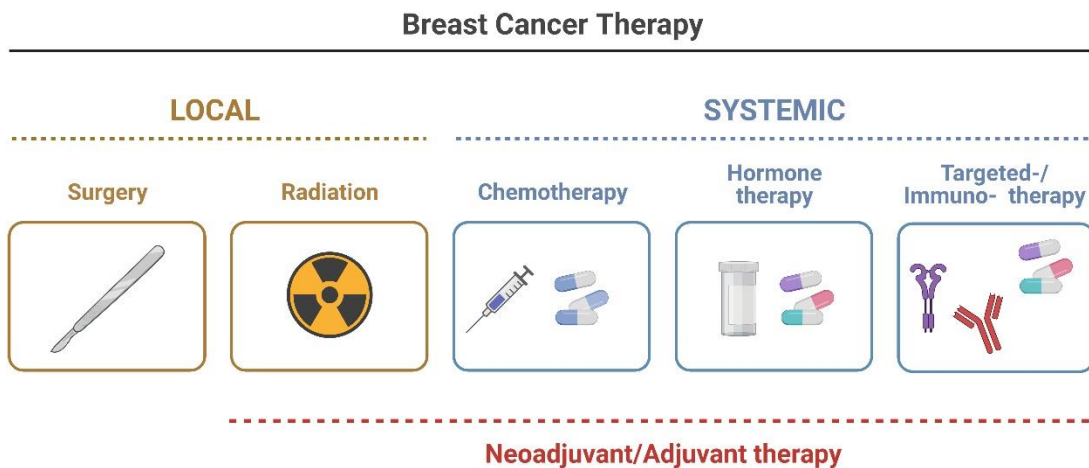 Breast Cancer Therapy
LOCAL
SYSTEMIC
Surgery
Radiation
Chemotherapy
Hormone
therapy
Targeted-/
Immuno- therapy
Neoadjuvant/Adjuvant therapy